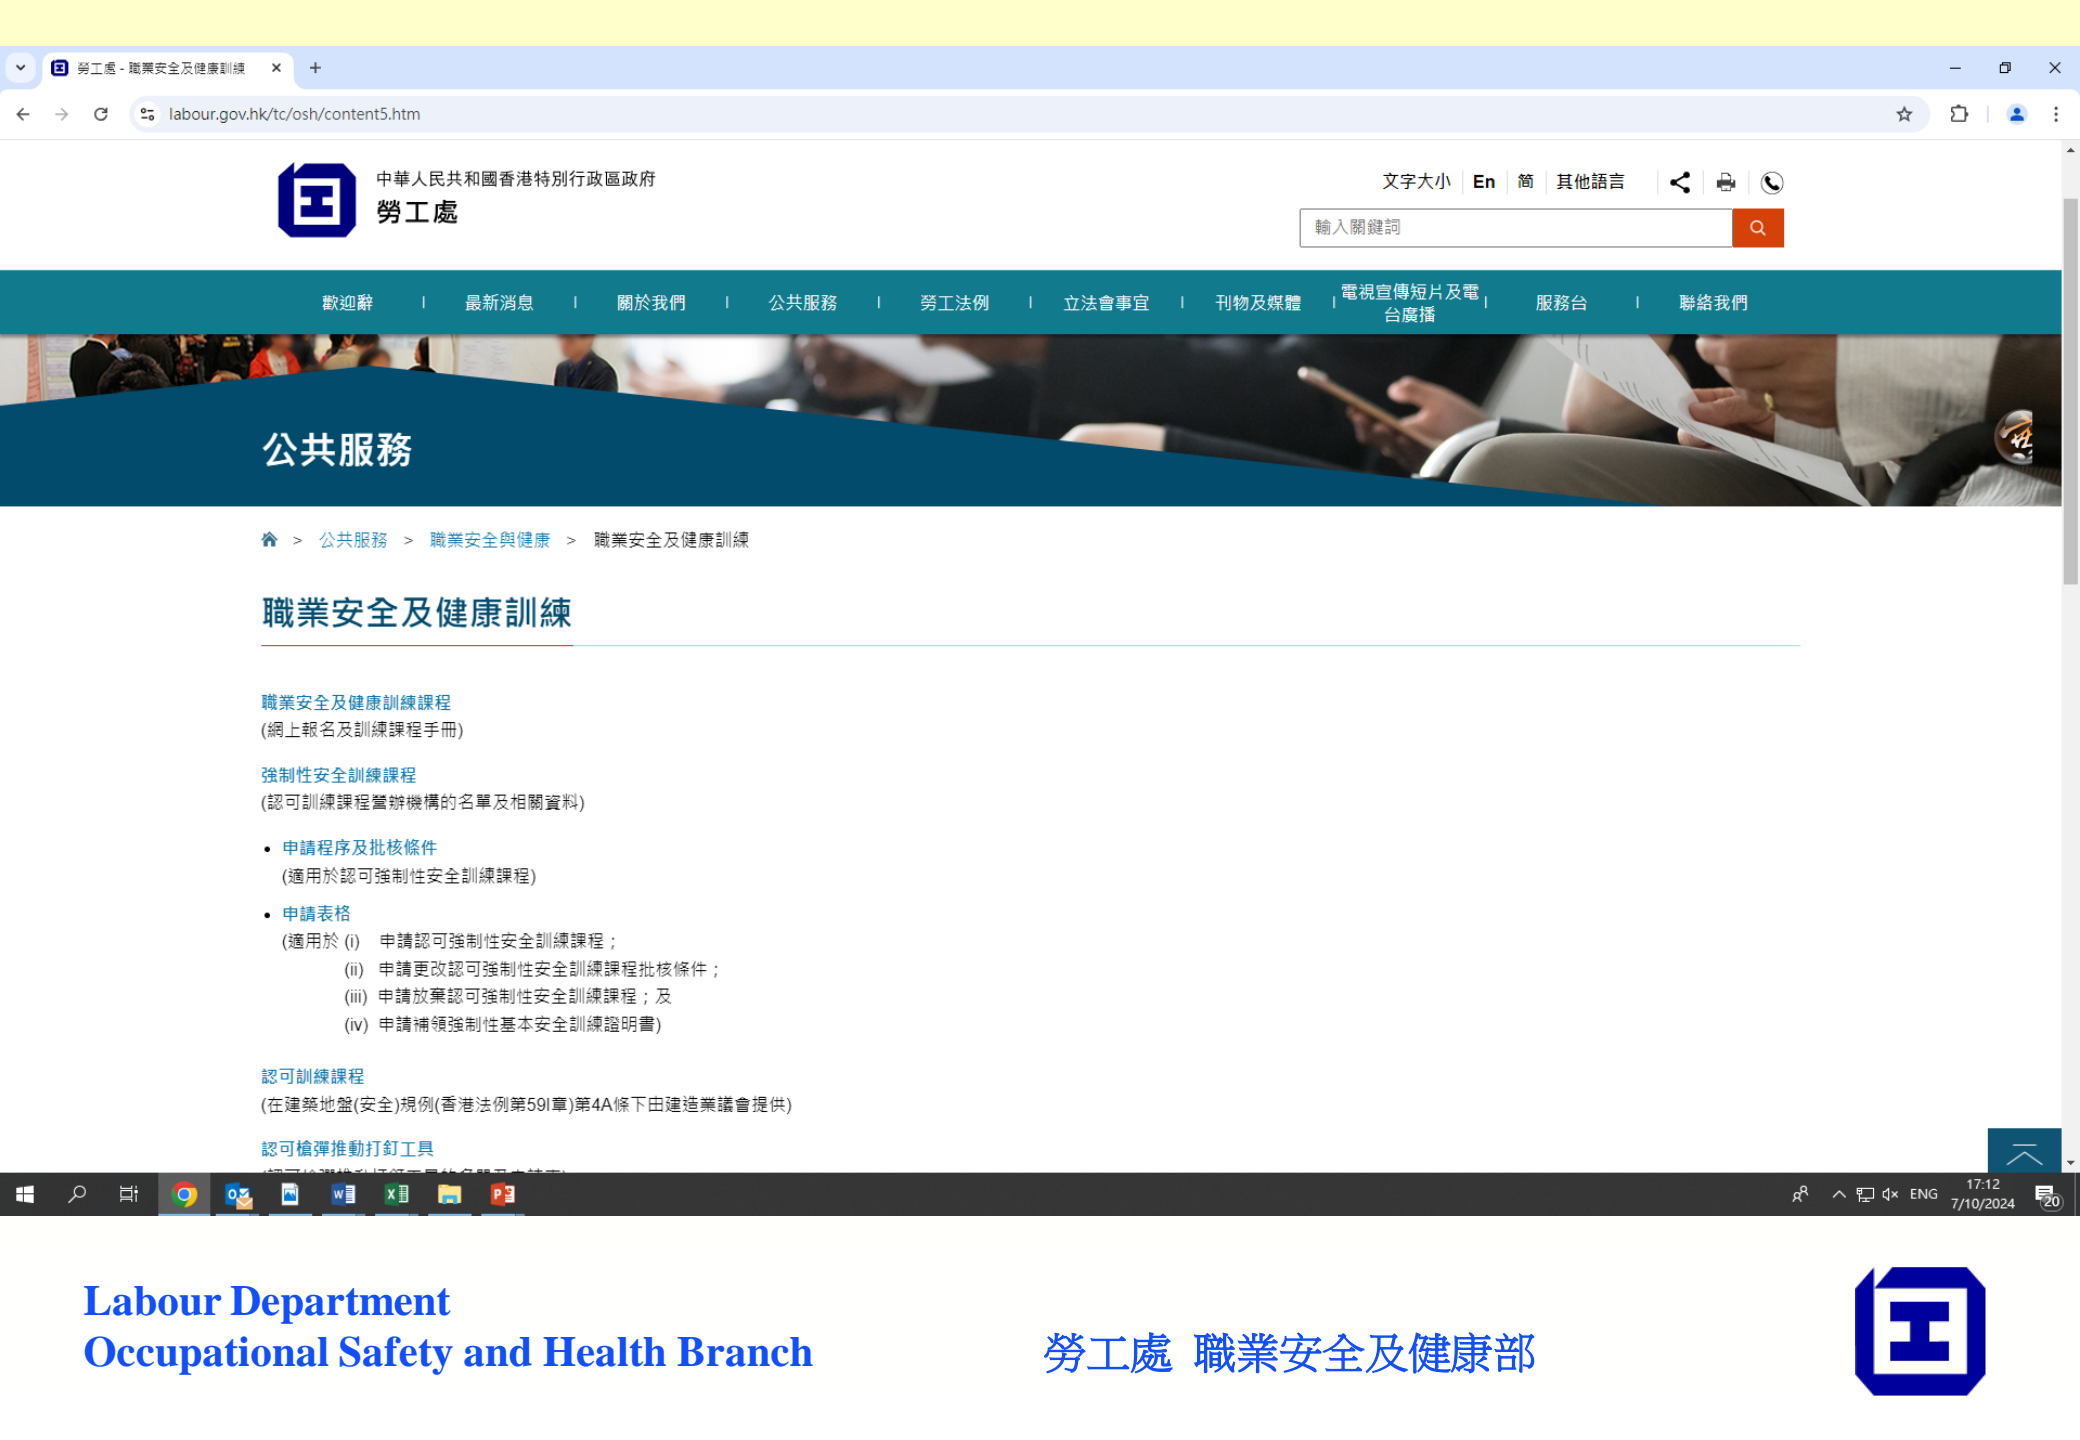 勞工處 - 職業安全及健康訓練
labour.gov.hk/tc/osh/content5.htm
中華人民共和國香港特別行政區政府
勞工處
文字大小 En 简 其他語言
輸入關鍵詞
歡迎辭 | 最新消息 | 關於我們 | 公共服務 | 勞工法例 | 立法會事宜 | 刊物及媒體 | 電視宣傳短片及電台廣播 | 服務台 | 聯絡我們
公共服務
> 公共服務 > 職業安全與健康 > 職業安全及健康訓練
職業安全及健康訓練
職業安全及健康訓練課程
(網上報名及訓練課程手冊)
強制性安全訓練課程
(認可訓練課程營辦機構的名單及相關資料)
• 申請程序及批核條件
(適用於認可強制性安全訓練課程)
• 申請表格
(適用於 (i) 申請認可強制性安全訓練課程；
(ii) 申請更改認可強制性安全訓練課程批核條件；
(iii) 申請放棄認可強制性安全訓練課程；及
(iv) 申請補領強制性基本安全訓練證明書)
認可訓練課程
(在建築地盤(安全)規例(香港法例第59I章)第4A條下由建造業議會提供)
認可槍彈推動打釘工具
ENG
17:12
7/10/2024
20
Labour Department
Occupational Safety and Health Branch
勞工處 職業安全及健康部